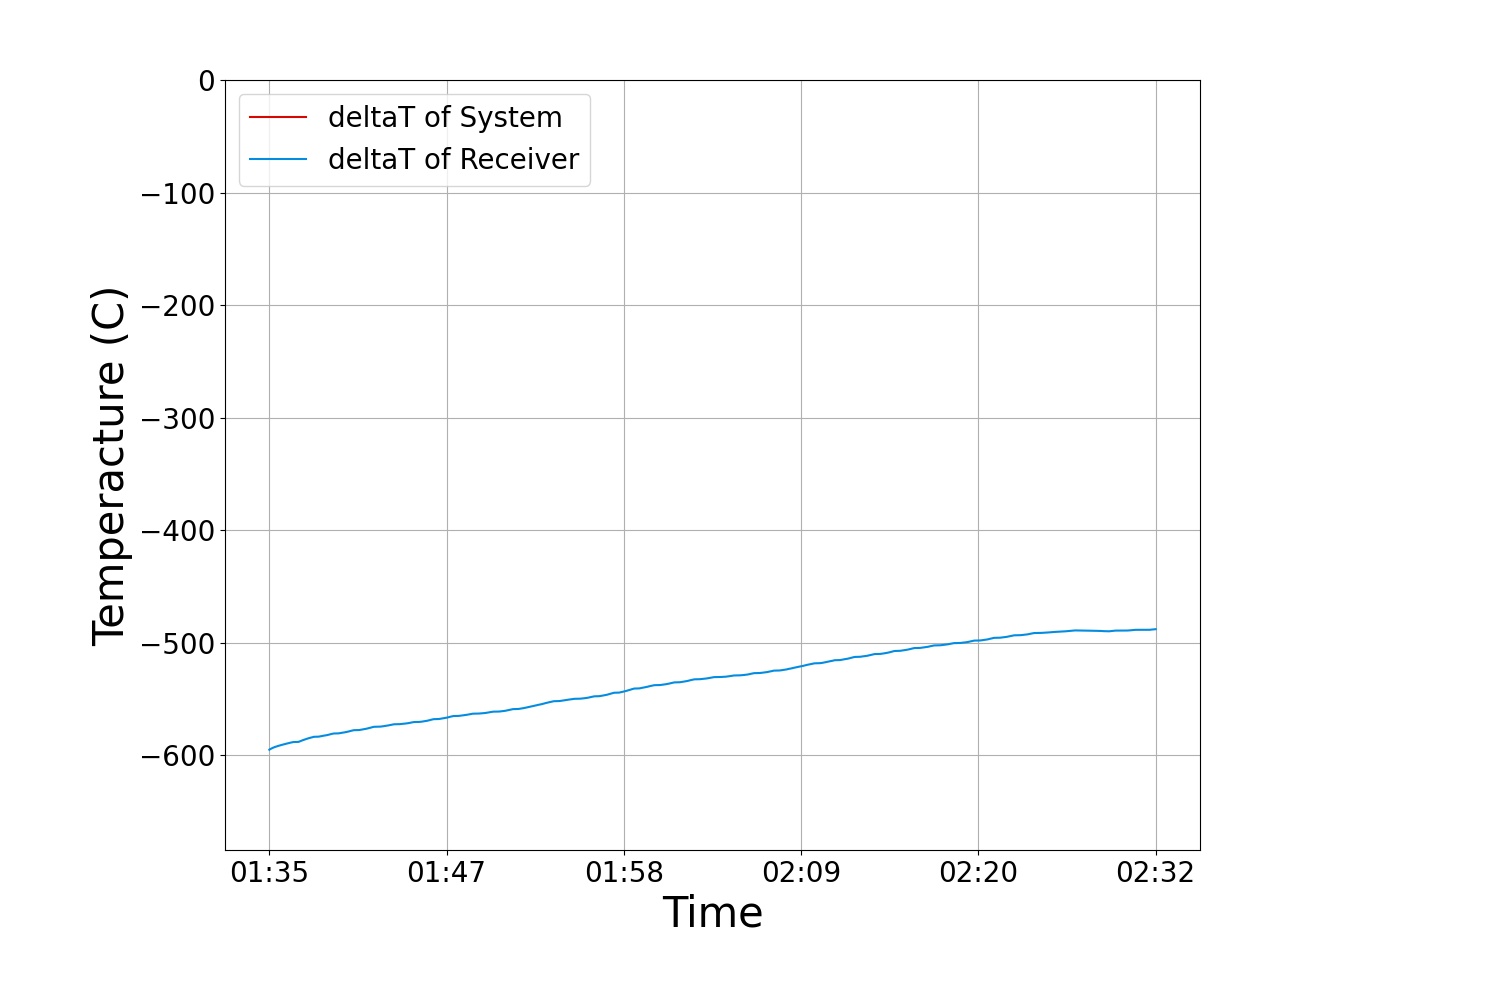 0
deltaT of System
deltaT of Receiver
−100
−200
−300
−400
−500
−600
Temperacture (C)
01:35 01:47 01:58 02:09 02:20 02:32
Time